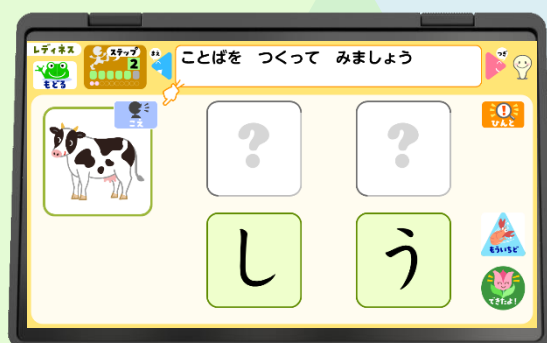 レディネス
もどる
ステップ
2
まえ
ことばを　つくって　みましょう
つぎ
こえ
?
?
ひんと
し
う
もういちど
できたよ!